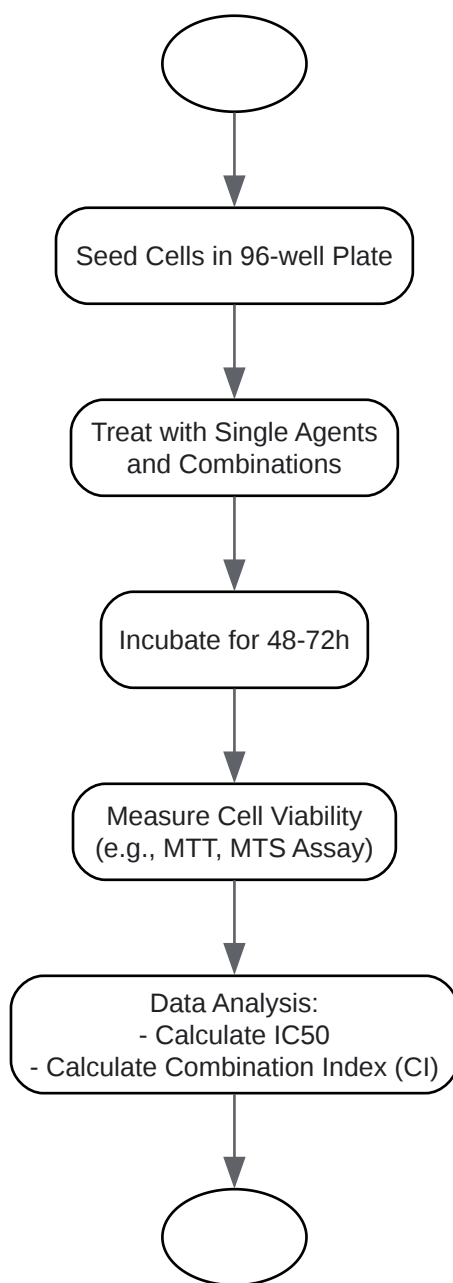 Seed Cells in 96-well Plate
Treat with Single Agents
and Combinations
Incubate for 48-72h
Measure Cell Viability
(e.g., MTT, MTS Assay)
Data Analysis:
- Calculate IC50
- Calculate Combination Index (CI)